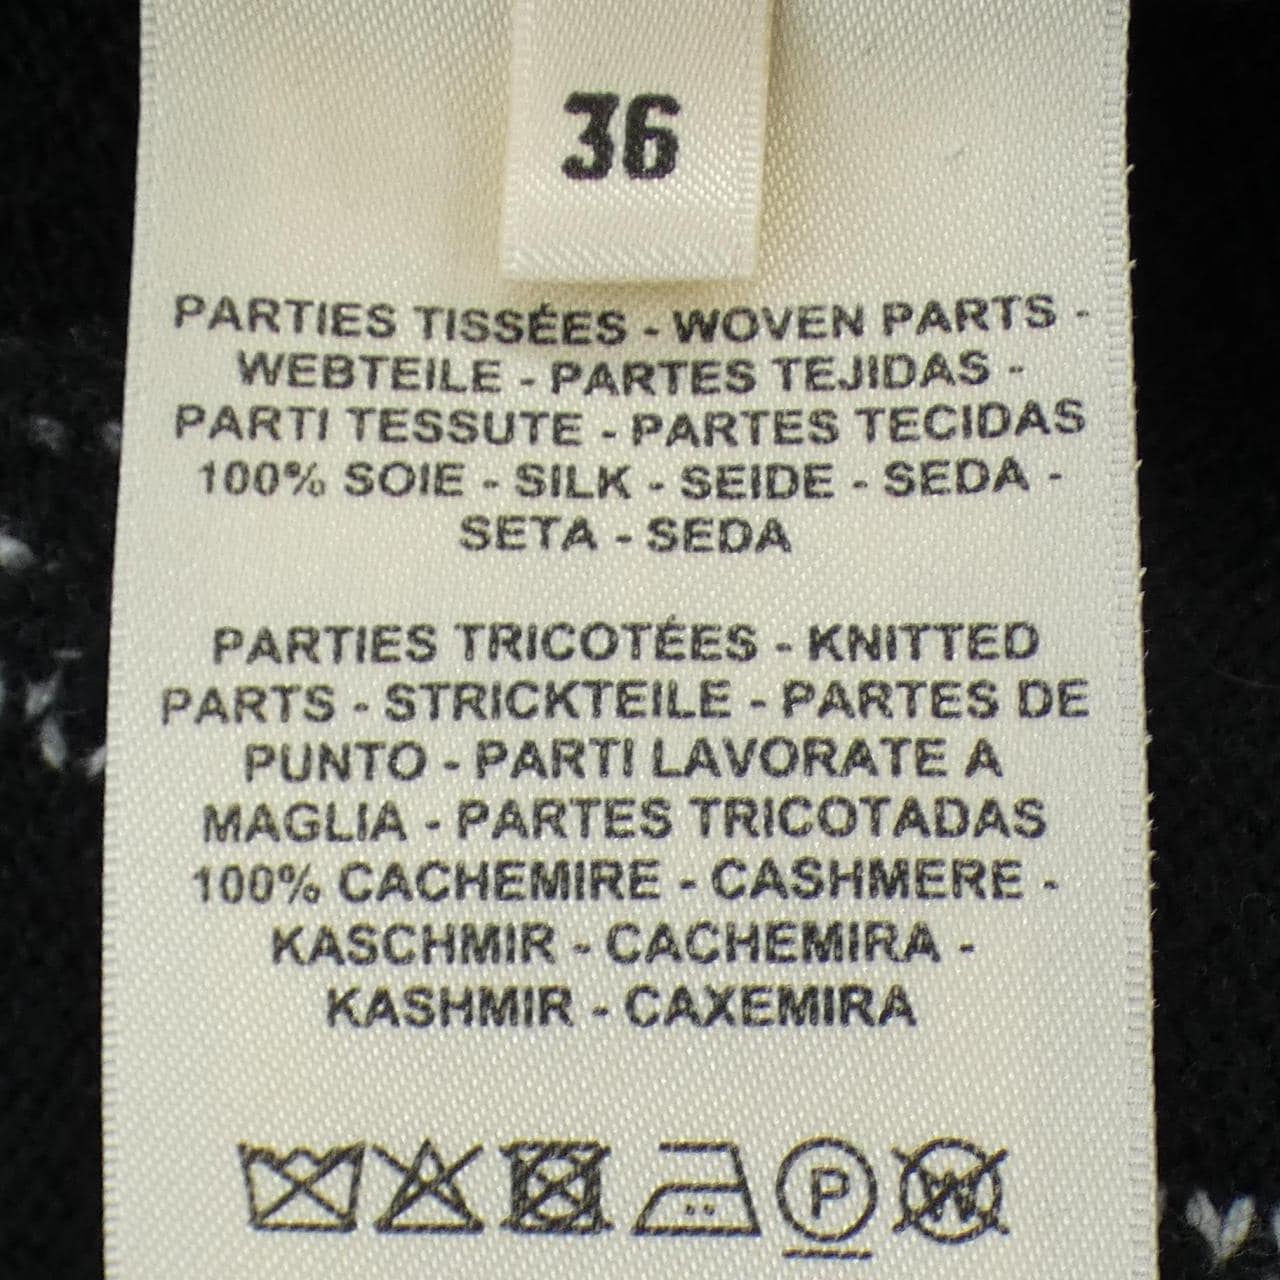 36
PARTIES TISSÉES - WOVEN PARTS -
WEBTEILE - PARTES TEJIDAS -
PARTI TESSUTE - PARTES TECIDAS
100% SOIE - SILK - SEIDE - SEDA -
SETA - SEDA
PARTIES TRICOTÉES - KNITTED
PARTS - STRICKTEILE - PARTES DE
PUNTO - PARTI LAVORATE A
MAGLIA - PARTES TRICOTADAS
100% CACHEMIRE - CASHMERE -
KASCHMIR - CACHEMIRA -
KASHMIR - CAXEMIRA
P W